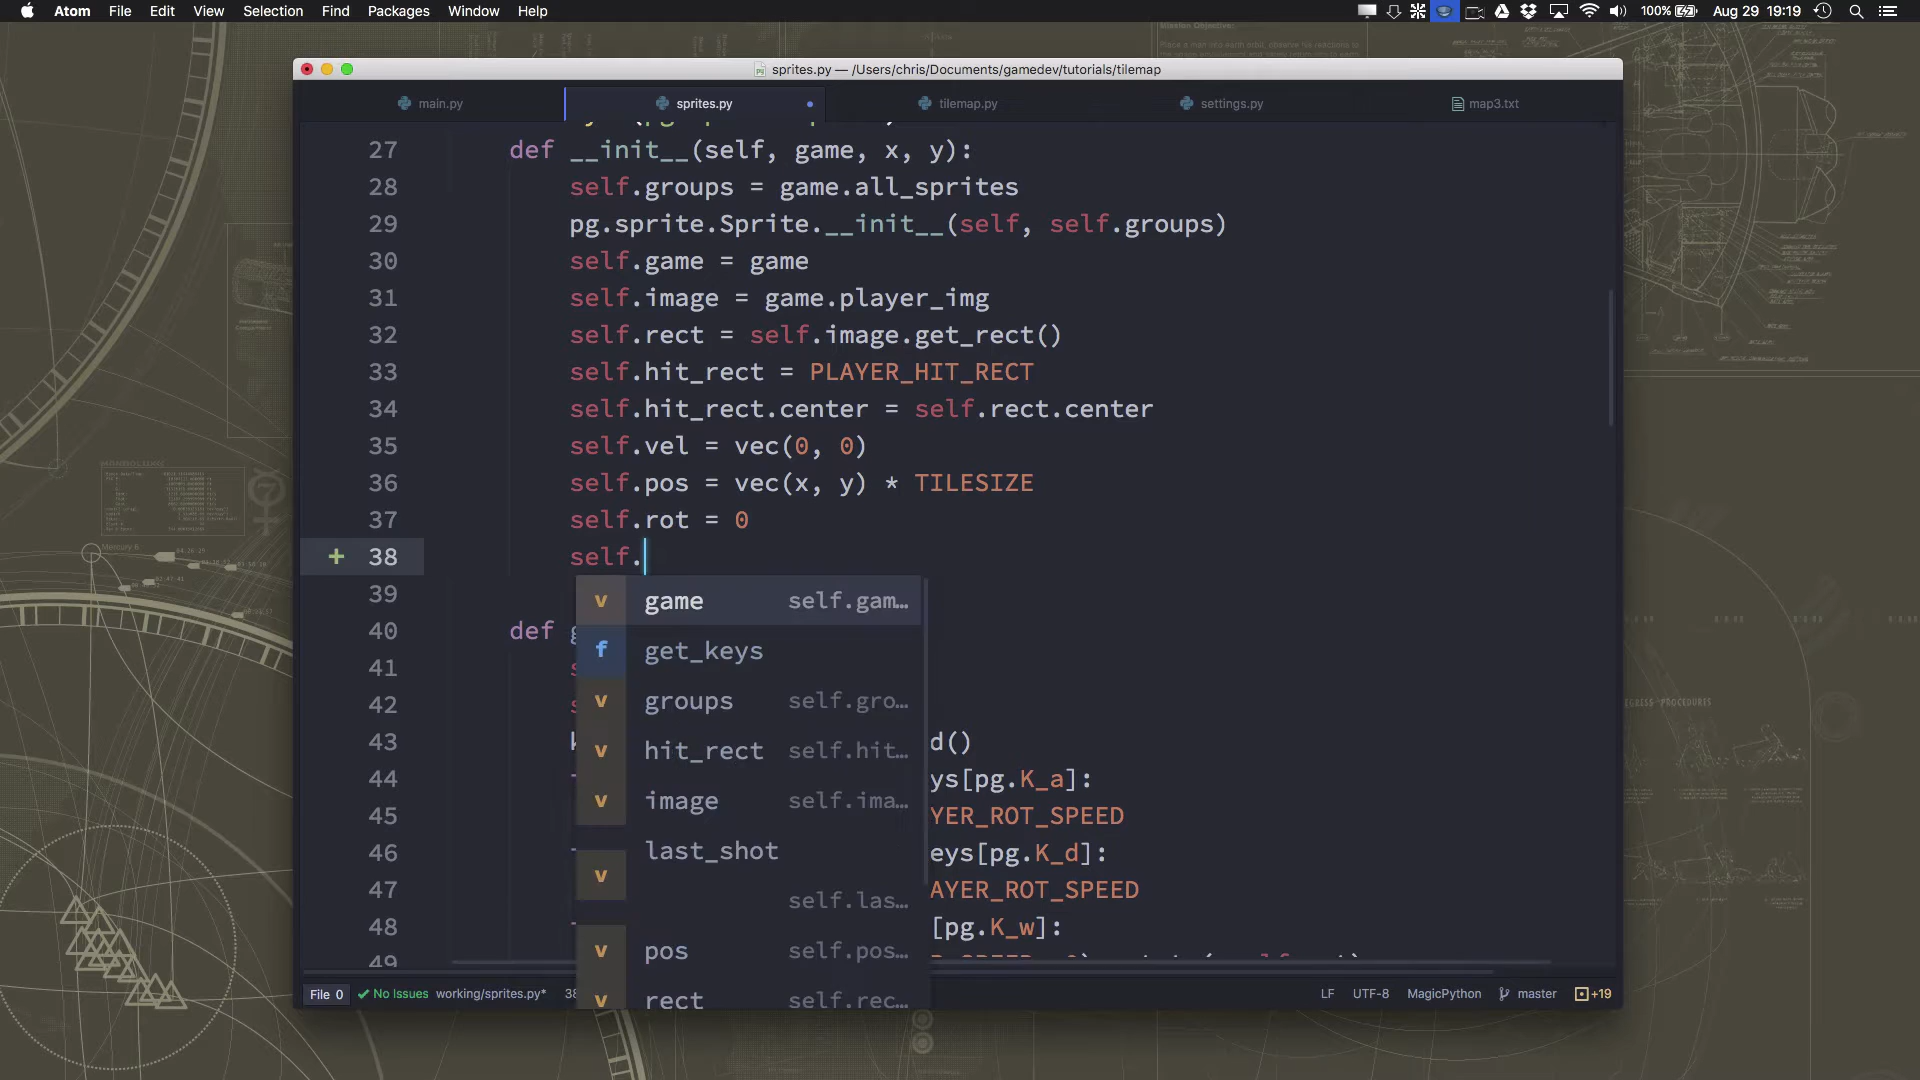 Atom File Edit View Selection Find Packages Window Help 100% Aug 29 19:19
sprites.py — /Users/chris/Documents/gamedev/tutorials/tilemap
main.py sprites.py tilemap.py settings.py map3.txt
27 def __init__(self, game, x, y):
28 self.groups = game.all_sprites
29 pg.sprite.Sprite.__init__(self, self.groups)
30 self.game = game
31 self.image = game.player_img
32 self.rect = self.image.get_rect()
33 self.hit_rect = PLAYER_HIT_RECT
34 self.hit_rect.center = self.rect.center
35 self.vel = vec(0, 0)
36 self.pos = vec(x, y) * TILESIZE
37 self.rot = 0
+ 38 self.
39
v game self.gam…
40 def g
f get_keys
41 s
v groups self.gro…
42 s
43 k d()
v hit_rect self.hit…
44 ys[pg.K_a]:
v image self.ima…
45 YER_ROT_SPEED
46 eys[pg.K_d]:
v last_shot
47 AYER_ROT_SPEED
self.las…
48 [pg.K_w]:
v pos self.pos…
49
v rect self.rec…
File 0 No Issues working/sprites.py* 38 LF UTF-8 MagicPython master +19